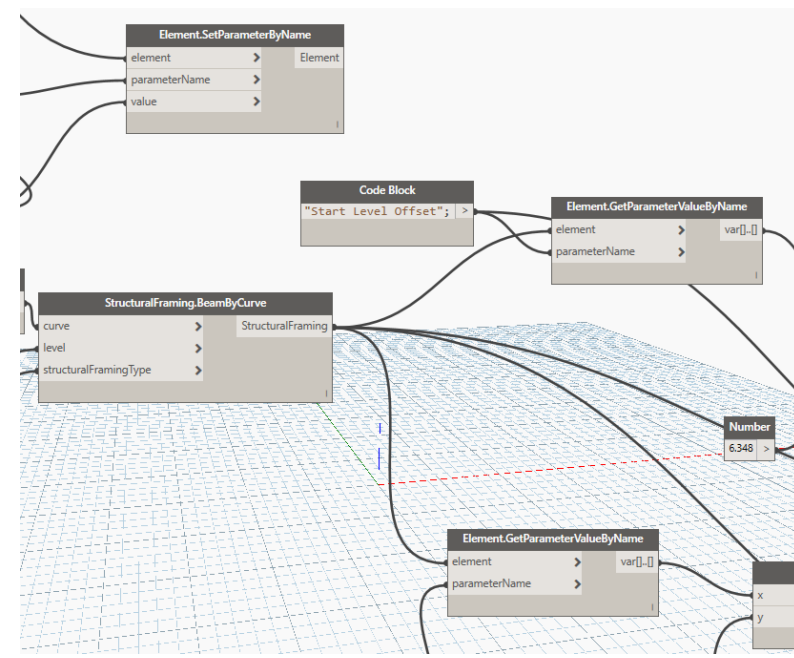 Element.SetParameterByName
element > Element
parameterName >
value >
Code Block
"Start Level Offset"; >
Element.GetParameterValueByName
element > var[]..[]
parameterName >
StructuralFraming.BeamByCurve
curve > StructuralFraming
level >
structuralFramingType >
Number
6.348 >
Element.GetParameterValueByName
element > var[]..[]
parameterName >
x
y